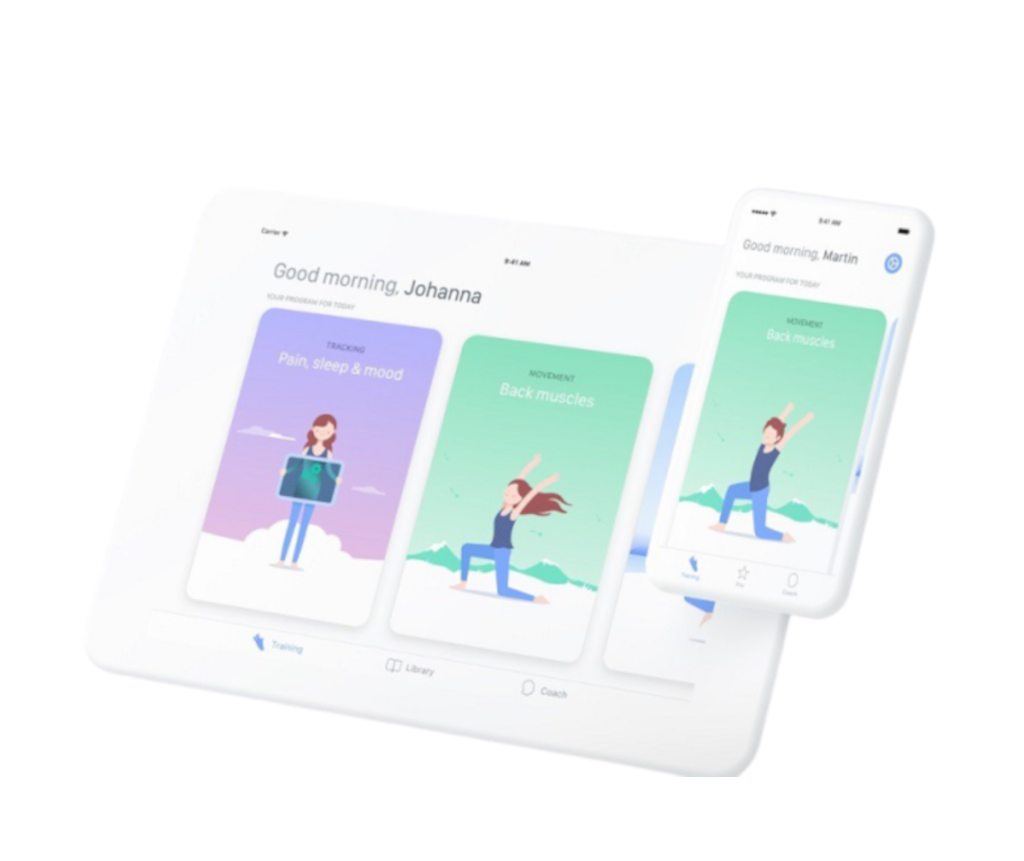 Carrier
9:41 AM
Good morning, Johanna
YOUR PROGRAM FOR TODAY
TRACKING
Pain, sleep & mood
MOVEMENT
Back muscles
Training
Library
Coach
9:41 AM
Good morning, Martin
YOUR PROGRAM FOR TODAY
MOVEMENT
Back muscles
Training
Coach